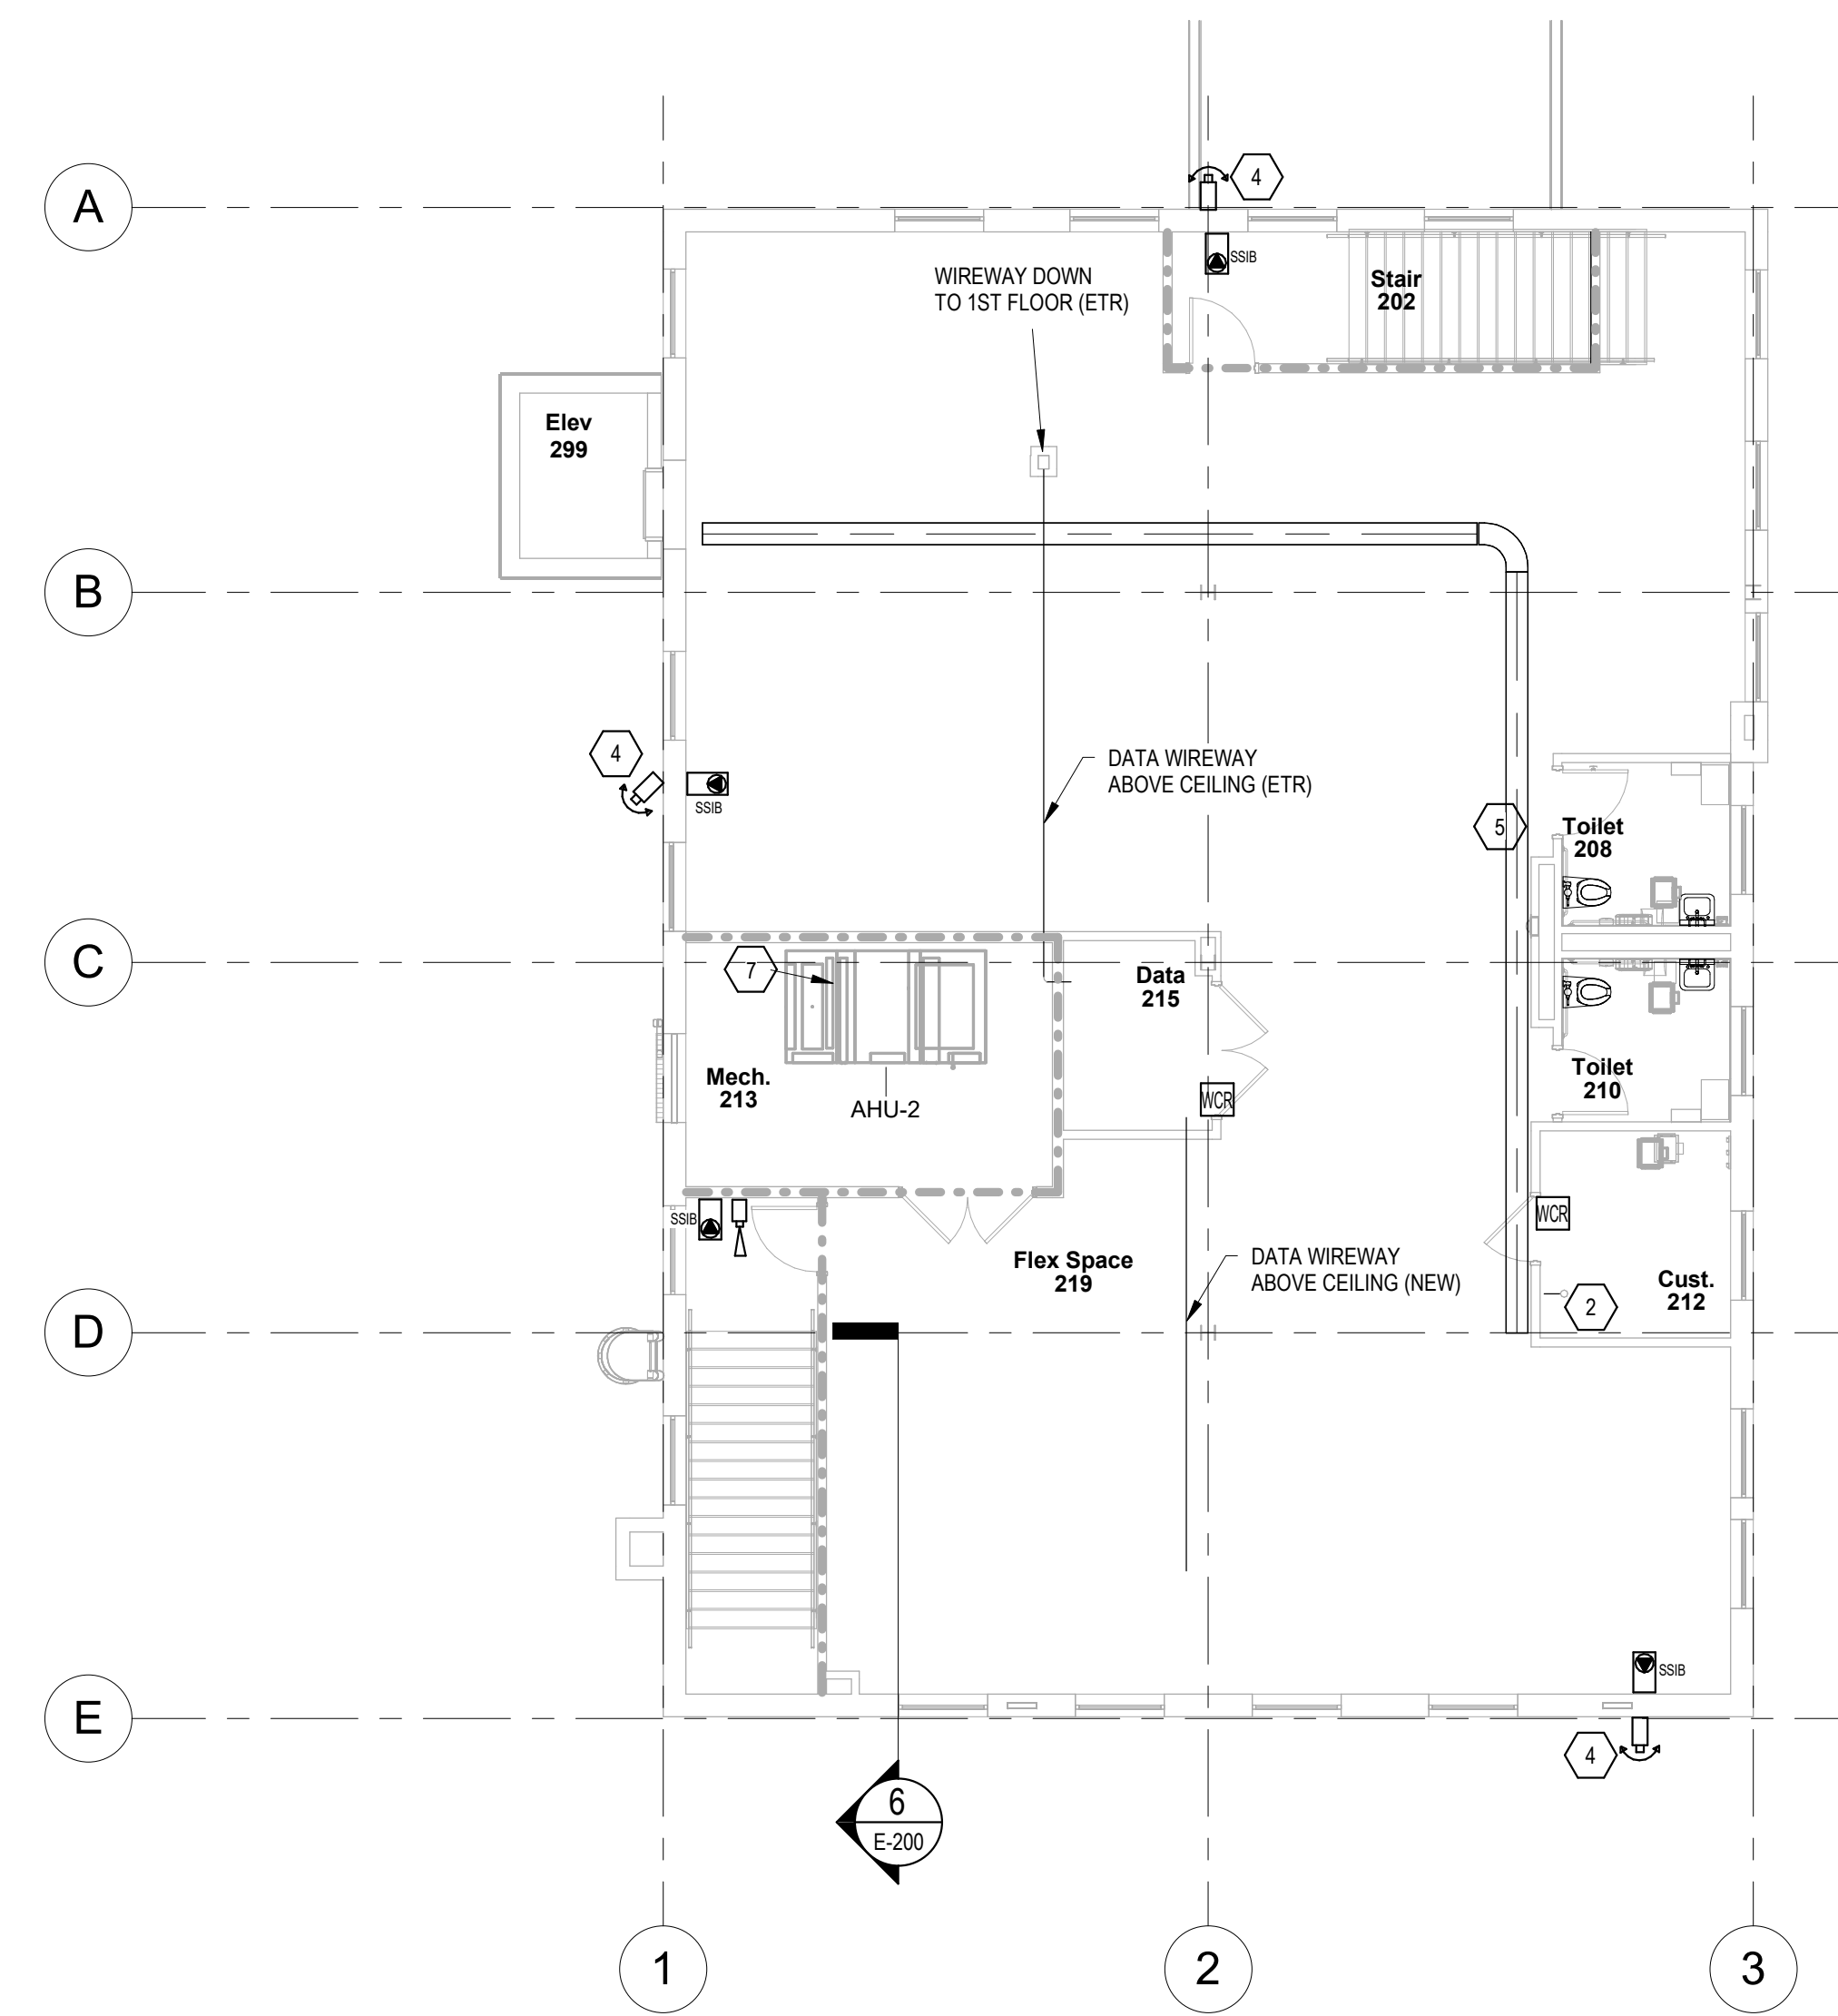 A
4
SSIB
WIREWAY DOWN
TO 1ST FLOOR (ETR)
Stair
202
Elev
299
B
4
SSIB
DATA WIREWAY
ABOVE CEILING (ETR)
5
Toilet
208
C
7
Data
215
Mech.
213
AHU-2
WCR
Toilet
210
SSIB
WCR
Flex Space
219
DATA WIREWAY
ABOVE CEILING (NEW)
Cust.
212
2
D
SSIB
E
4
6
E-200
1
2
3